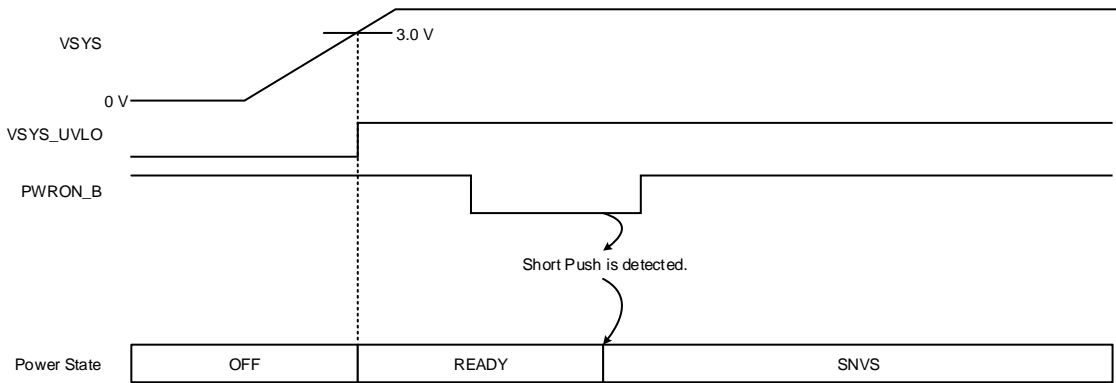 VSYS
3.0 V
0 V
VSYS_UVLO
PWRON_B
Short Push is detected.
Power State
OFF
READY
SNVS